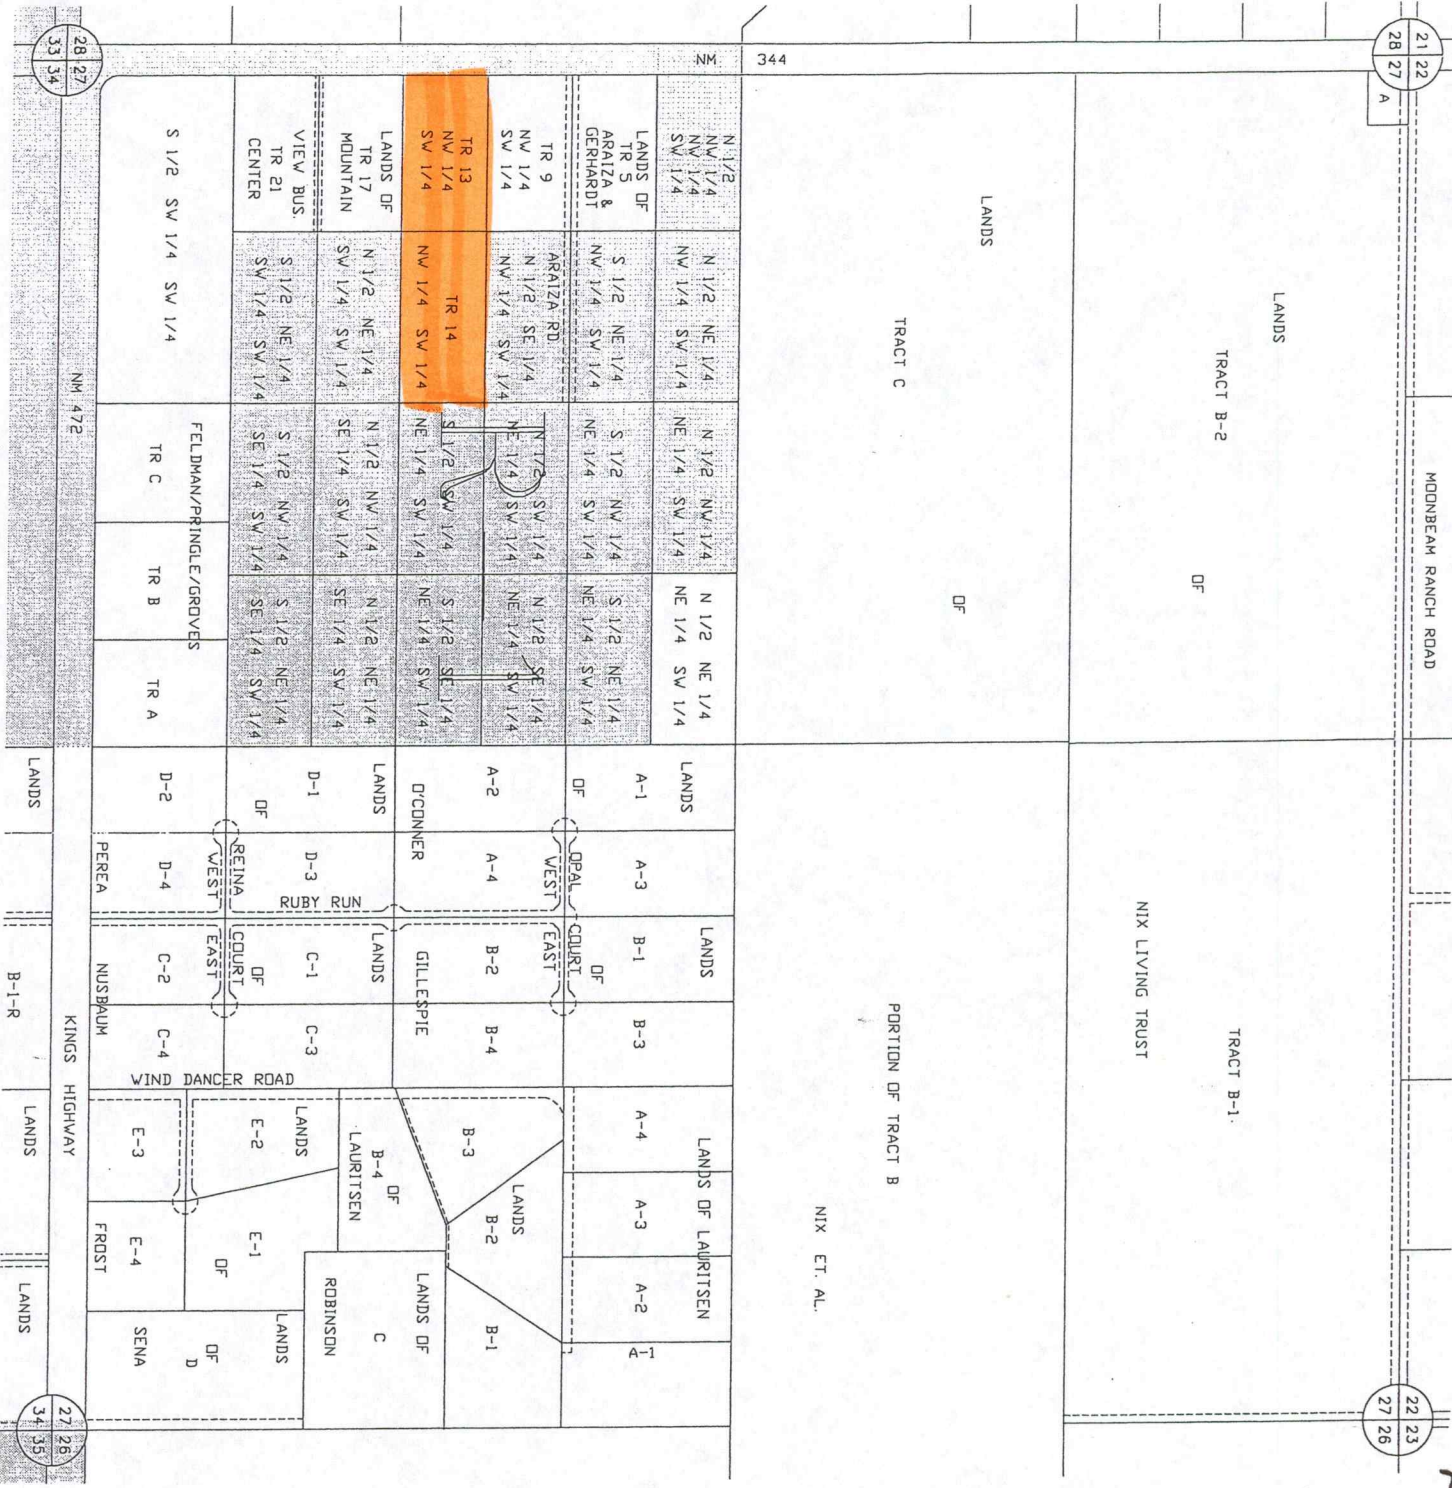 21 22
28 27
A
MOONBEAM RANCH ROAD
22 23
27 26
LANDS
TRACT B-2
OF
TRACT B-1
NIX LIVING TRUST
NM 344
LANDS
TRACT C
OF
PORTION OF TRACT B
NIX ET. AL.
N 1/2
NW 1/4
NW 1/4
SW 1/4
N 1/2 NE 1/4
NW 1/4 SW 1/4
N 1/2 NW 1/4
NE 1/4 SW 1/4
N 1/2 NE 1/4
NE 1/4 SW 1/4
LANDS OF
TR 5
ARAIZA &
GERHARDT
S 1/2 NE 1/4
NW 1/4 SW 1/4
S 1/2 NW 1/4
NE 1/4 SW 1/4
S 1/2 NE 1/4
NE 1/4 SW 1/4
TR 9
NW 1/4
SW 1/4
ARAIZA RD
N 1/2 SE 1/4
NW 1/4 SW 1/4
N 1/2 SW 1/4
NE 1/4 SW 1/4
N 1/2 SE 1/4
NE 1/4 SW 1/4
TR 13
NW 1/4
SW 1/4
TR 14
NW 1/4 SW 1/4
S 1/2 SW 1/4
NE 1/4 SW 1/4
S 1/2 SE 1/4
NE 1/4 SW 1/4
LANDS OF
TR 17
MOUNTAIN
N 1/2 NE 1/4
SW 1/4 SW 1/4
N 1/2 NW 1/4
SE 1/4 SW 1/4
N 1/2 NE 1/4
SE 1/4 SW 1/4
VIEW BUS.
TR 21
CENTER
S 1/2 NE 1/4
SW 1/4 SW 1/4
S 1/2 NW 1/4
SE 1/4 SW 1/4
S 1/2 NE 1/4
SE 1/4 SW 1/4
S 1/2 SW 1/4 SW 1/4
FELDMAN/PRINGLE/GROVES
TR C
TR B
TR A
28 27
33 34
NM 472
LANDS
A-1
OF
A-2
O'CONNER
A-3
OPAL COURT
WEST EAST
A-4
LANDS
B-1
OF
B-2
GILLESPIE
B-3
B-4
LANDS
D-1
OF
D-2
PEREA
D-3
REINA COURT
WEST EAST
D-4
RUBY RUN
LANDS
C-1
OF
C-2
NUSBAUM
C-3
C-4
WIND DANCER ROAD
LANDS OF LAURITSEN
A-4
A-3
A-2
A-1
B-3
LANDS
B-2
B-1
OF
B-4
LAURITSEN
LANDS OF
C
ROBINSON
LANDS
E-2
E-3
E-1
OF
E-4
FROST
LANDS
OF
D
SENA
KINGS HIGHWAY
LANDS
B-1-R
LANDS
LANDS
27 26
34 35